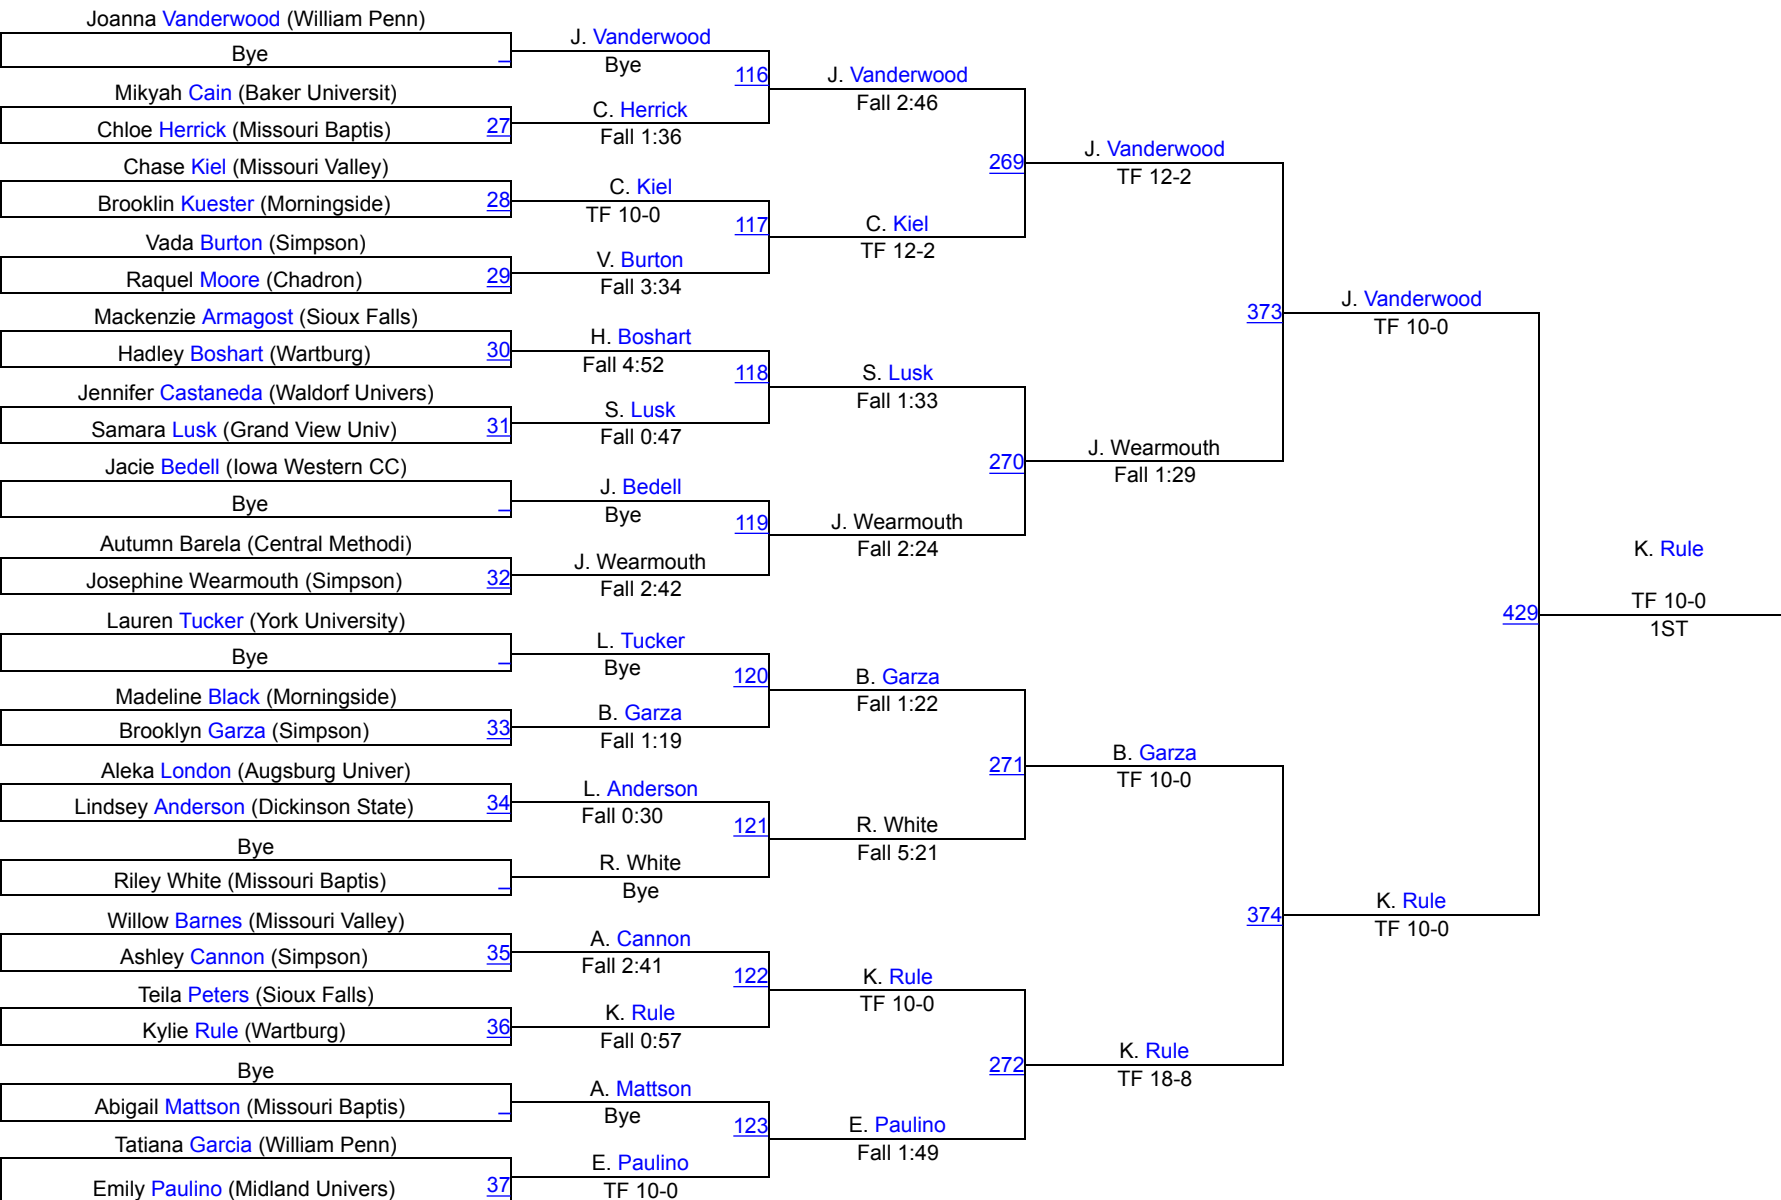 Joanna Vanderwood (William Penn)
Bye
Mikyah Cain (Baker Universit)
Chloe Herrick (Missouri Baptis) 27
Chase Kiel (Missouri Valley)
Brooklin Kuester (Morningside) 28
Vada Burton (Simpson)
Raquel Moore (Chadron) 29
Mackenzie Armagost (Sioux Falls)
Hadley Boshart (Wartburg) 30
Jennifer Castaneda (Waldorf Univers)
Samara Lusk (Grand View Univ) 31
Jacie Bedell (Iowa Western CC)
Bye
Autumn Barela (Central Methodi)
Josephine Wearmouth (Simpson) 32
Lauren Tucker (York University)
Bye
Madeline Black (Morningside)
Brooklyn Garza (Simpson) 33
Aleka London (Augsburg Univer)
Lindsey Anderson (Dickinson State) 34
Bye
Riley White (Missouri Baptis)
Willow Barnes (Missouri Valley)
Ashley Cannon (Simpson) 35
Teila Peters (Sioux Falls)
Kylie Rule (Wartburg) 36
Bye
Abigail Mattson (Missouri Baptis)
Tatiana Garcia (William Penn)
Emily Paulino (Midland Univers) 37
J. Vanderwood
Bye
116
C. Herrick
Fall 1:36
C. Kiel
TF 10-0
117
V. Burton
Fall 3:34
H. Boshart
Fall 4:52
118
S. Lusk
Fall 0:47
J. Bedell
Bye
119
J. Wearmouth
Fall 2:42
L. Tucker
Bye
120
B. Garza
Fall 1:19
L. Anderson
Fall 0:30
121
R. White
Bye
A. Cannon
Fall 2:41
122
K. Rule
Fall 0:57
A. Mattson
Bye
123
E. Paulino
TF 10-0
J. Vanderwood
Fall 2:46
269
C. Kiel
TF 12-2
S. Lusk
Fall 1:33
270
J. Wearmouth
Fall 2:24
B. Garza
Fall 1:22
271
R. White
Fall 5:21
K. Rule
TF 10-0
272
E. Paulino
Fall 1:49
J. Vanderwood
TF 12-2
373
J. Wearmouth
Fall 1:29
B. Garza
TF 10-0
374
K. Rule
TF 18-8
J. Vanderwood
TF 10-0
429
K. Rule
TF 10-0
K. Rule
TF 10-0
1ST